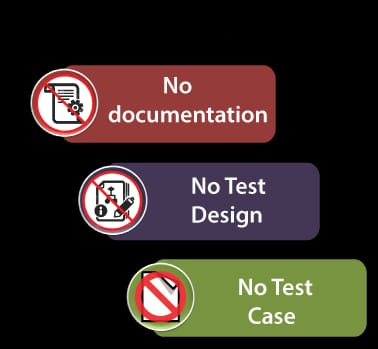 No
documentation
No Test
Design
No Test
Case